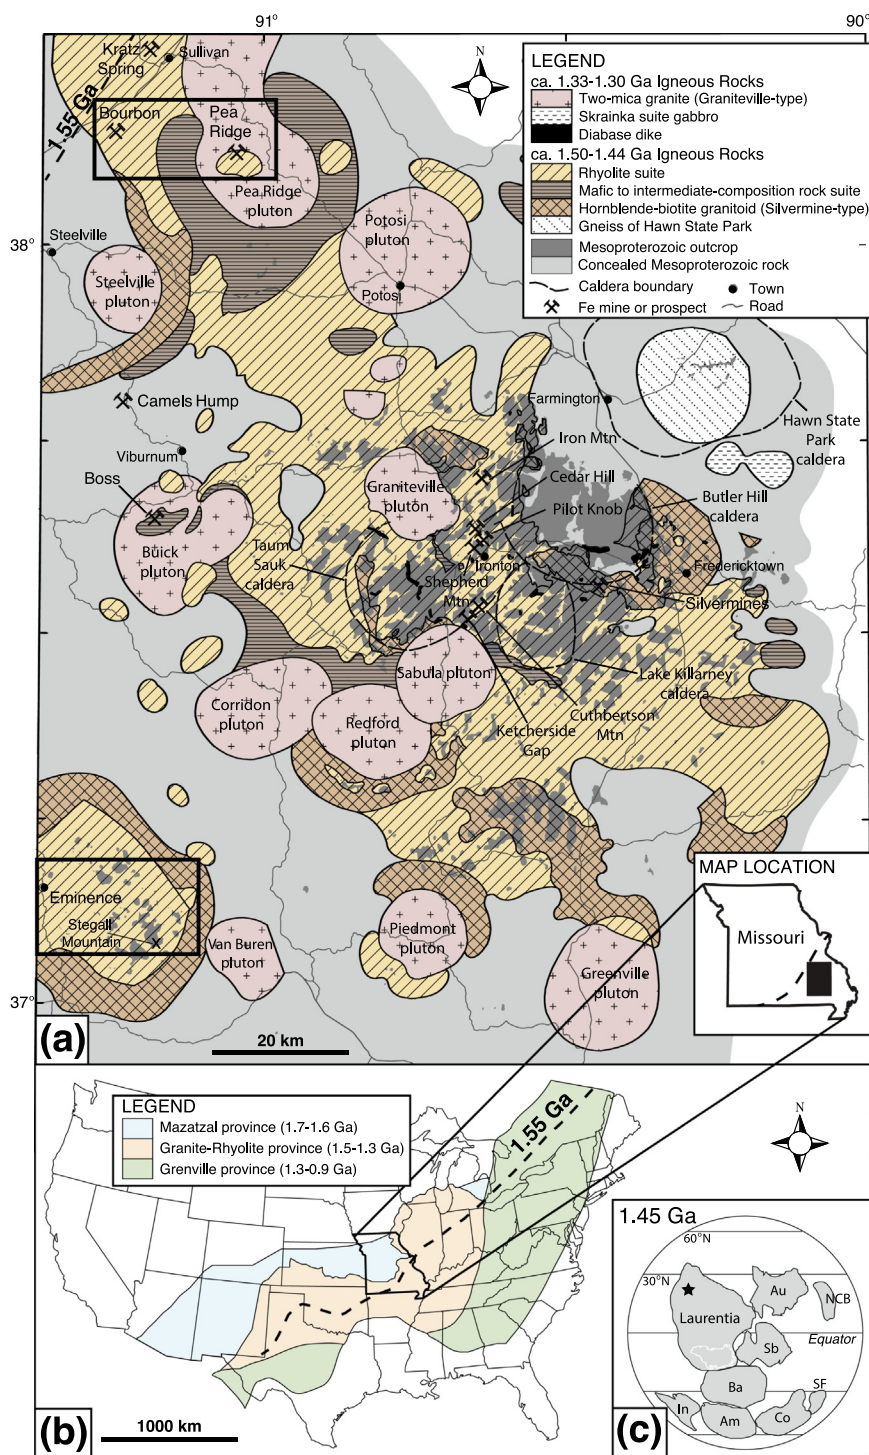 91°
90°
Kratz
Spring
Sullivan
1.55 Ga
Bourbon
Pea
Ridge
Pea Ridge
pluton
N
LEGEND
ca. 1.33-1.30 Ga Igneous Rocks
Two-mica granite (Graniteville-type)
Skrainka suite gabbro
Diabase dike
ca. 1.50-1.44 Ga Igneous Rocks
Rhyolite suite
Mafic to intermediate-composition rock suite
Hornblende-biotite granitoid (Silvermine-type)
Gneiss of Hawn State Park
Mesoproterozoic outcrop
Concealed Mesoproterozoic rock
Caldera boundary
Town
Fe mine or prospect
Road
38°
Steelville
Steelville
pluton
Potosi
pluton
Potosi
Camels Hump
Farmington
Hawn State
Park
caldera
Iron Mtn
Viburnum
Boss
Graniteville
pluton
Cedar Hill
Pilot Knob
Butler Hill
caldera
Buick
pluton
Taum
Sauk
caldera
Ironton
Shepherd
Mtn
Fredericktown
Silvermines
Sabula pluton
Lake Killarney
caldera
Corridon
pluton
Redford
pluton
Ketcherside
Gap
Cuthbertson
Mtn
Eminence
Stegall
Mountain
Van Buren
pluton
Piedmont
pluton
Greenville
pluton
MAP LOCATION
Missouri
37°
(a)
20 km
LEGEND
Mazatzal province (1.7-1.6 Ga)
Granite-Rhyolite province (1.5-1.3 Ga)
Grenville province (1.3-0.9 Ga)
1.55 Ga
N
(b)
1000 km
1.45 Ga
60°N
30°N
Laurentia
Au
NCB
Equator
Sb
Ba
SF
In
Am
Co
(c)